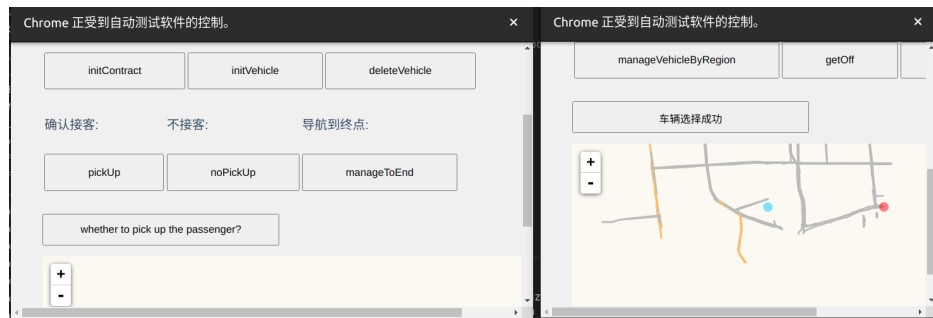 Chrome 正受到自动测试软件的控制。 ×
initContract initVehicle deleteVehicle
确认接客: 不接客: 导航到终点:
pickUp noPickUp manageToEnd
whether to pick up the passenger?
+
-
Chrome 正受到自动测试软件的控制。 ×
manageVehicleByRegion getOff
车辆选择成功
+
-